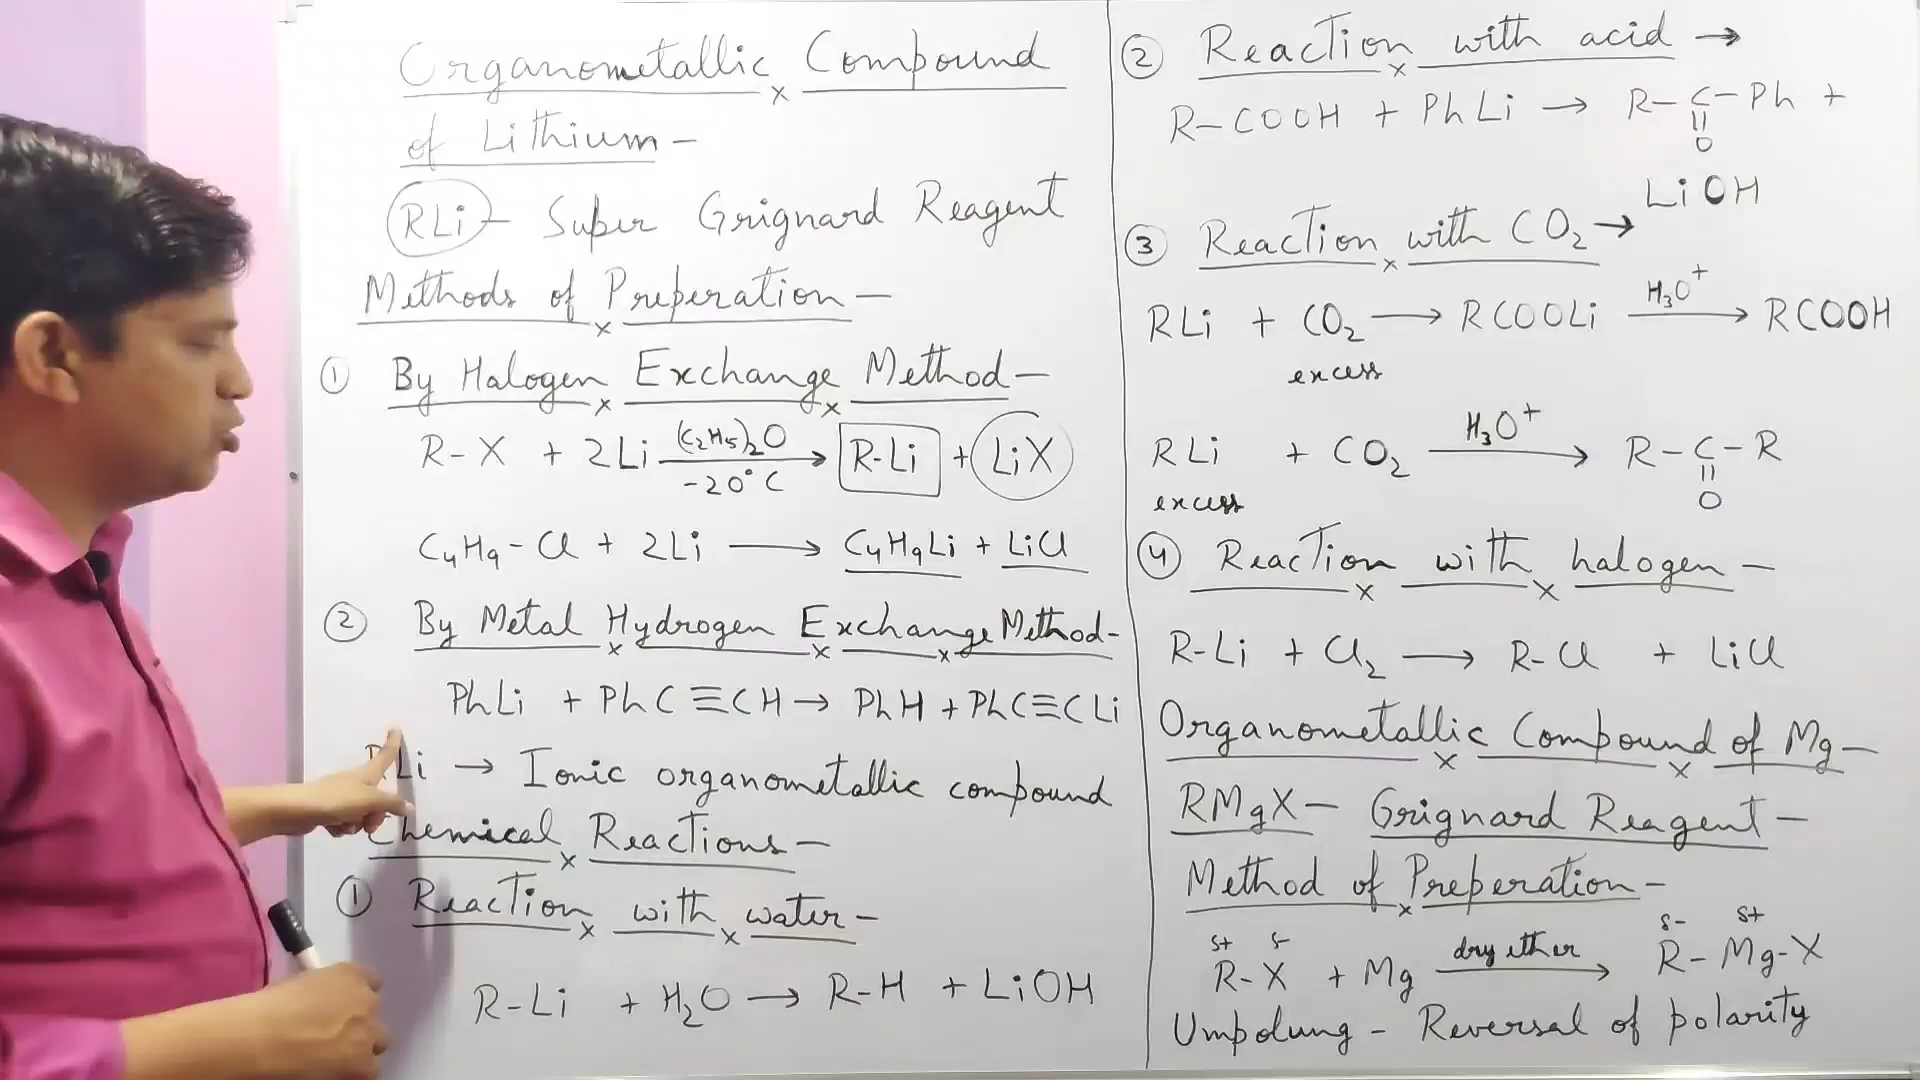 Organometallic Compound
of Lithium -
RLi - Super Grignard Reagent
Methods of Preperation -
① By Halogen Exchange Method -
R-X + 2Li (C₂H₅)₂O → -20°C R-Li + LiX
C₄H₉-Cl + 2Li → C₄H₉Li + LiCl
② By Metal Hydrogen Exchange Method -
PhLi + PhC≡CH → PhH + PhC≡CLi
RLi → Ionic organometallic compound
Chemical Reactions -
① Reaction with water -
R-Li + H₂O → R-H + LiOH
② Reaction with acid →
R-COOH + PhLi → R-C-Ph +
||
O
LiOH
③ Reaction with CO₂ →
RLi + CO₂ → RCOOLi H₃O⁺ → RCOOH
excess
RLi + CO₂ H₃O⁺ → R-C-R
excess || O
④ Reaction with halogen -
R-Li + Cl₂ → R-Cl + LiCl
Organometallic Compound of Mg -
RMgX - Grignard Reagent -
Method of Preperation -
δ+ δ- δ- δ+
R-X + Mg dry ether → R-Mg-X
Umpolung - Reversal of polarity